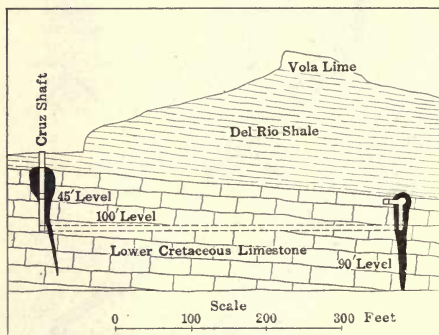 Vola Lime
Cruz Shaft
Del Rio Shale
45' Level
100' Level
Lower Cretaceous Limestone
90' Level
Scale
0 100 200 300 Feet